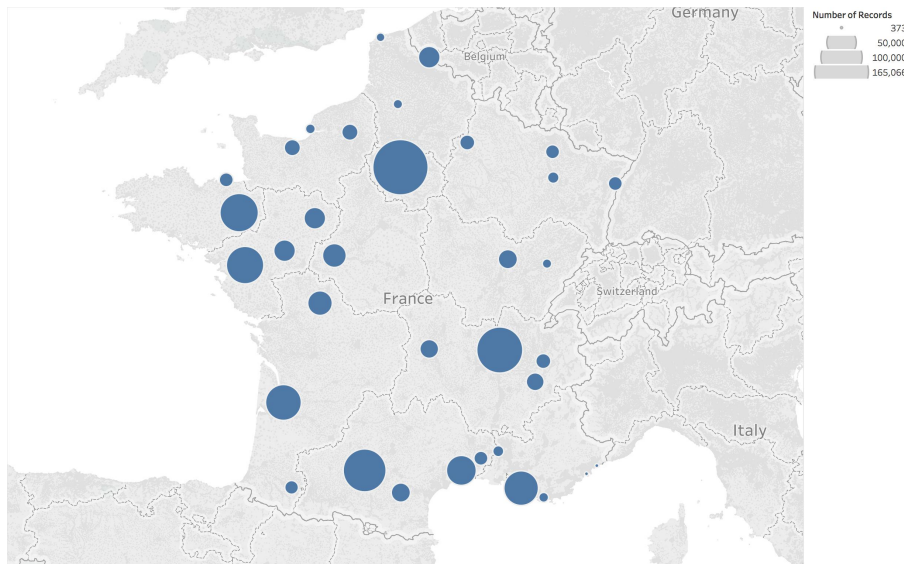 Germany
Belgium
France
Switzerland
Italy
Number of Records
373
50,000
100,000
165,066